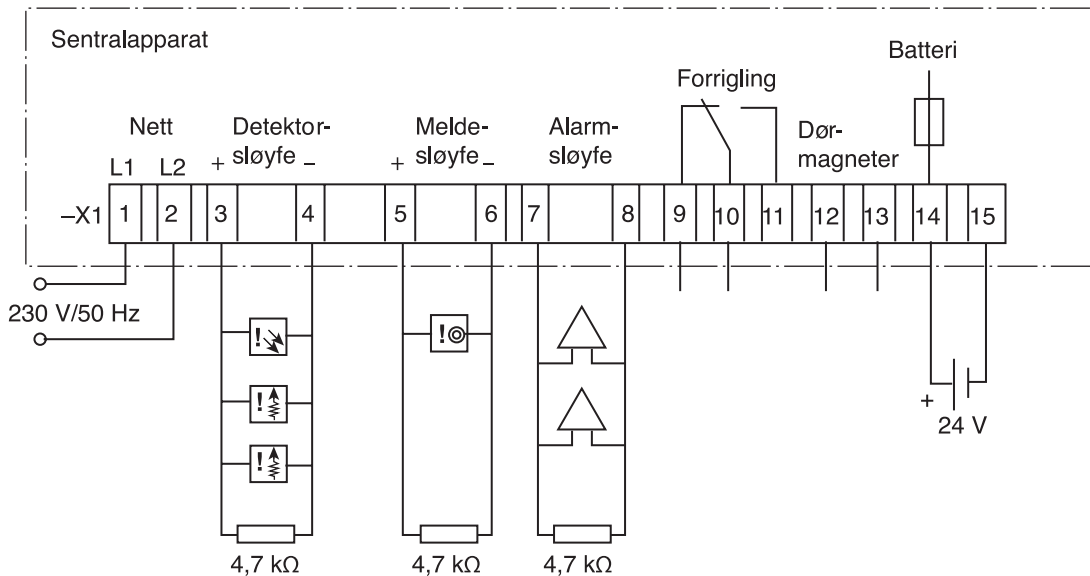 Sentralapparat
Batteri
Forrigling
Nett
Detektor-
sløyfe
Melde-
sløyfe
Alarm-
sløyfe
Dør-
magneter
L1 L2 + – + –
–X1 1 2 3 4 5 6 7 8 9 10 11 12 13 14 15
230 V/50 Hz
! ! ! !
+
24 V
4,7 kΩ 4,7 kΩ 4,7 kΩ